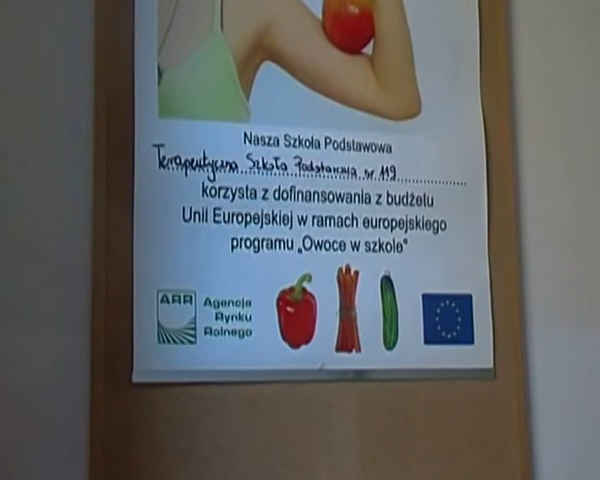 Nasza Szkoła Podstawowa
Terapeutyczna Szkoła Podstawowa nr 119
korzysta z dofinansowania z budżetu
Unii Europejskiej w ramach europejskiego
programu „Owoce w szkole"
ARR
Agencja
Rynku
Rolnego